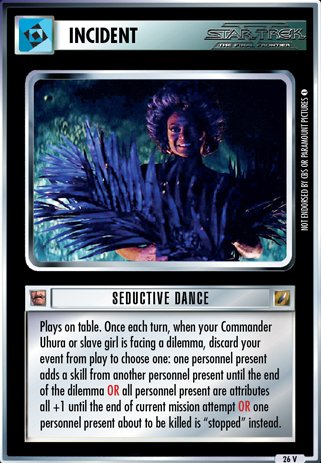 INCIDENT
STAR TREK V
THE FINAL FRONTIER
NOT ENDORSED BY CBS OR PARAMOUNT PICTURES
SEDUCTIVE DANCE
Plays on table. Once each turn, when your Commander
Uhura or slave girl is facing a dilemma, discard your
event from play to choose one: one personnel present
adds a skill from another personnel present until the end
of the dilemma OR all personnel present are attributes
all +1 until the end of current mission attempt OR one
personnel present about to be killed is "stopped" instead.
26 V